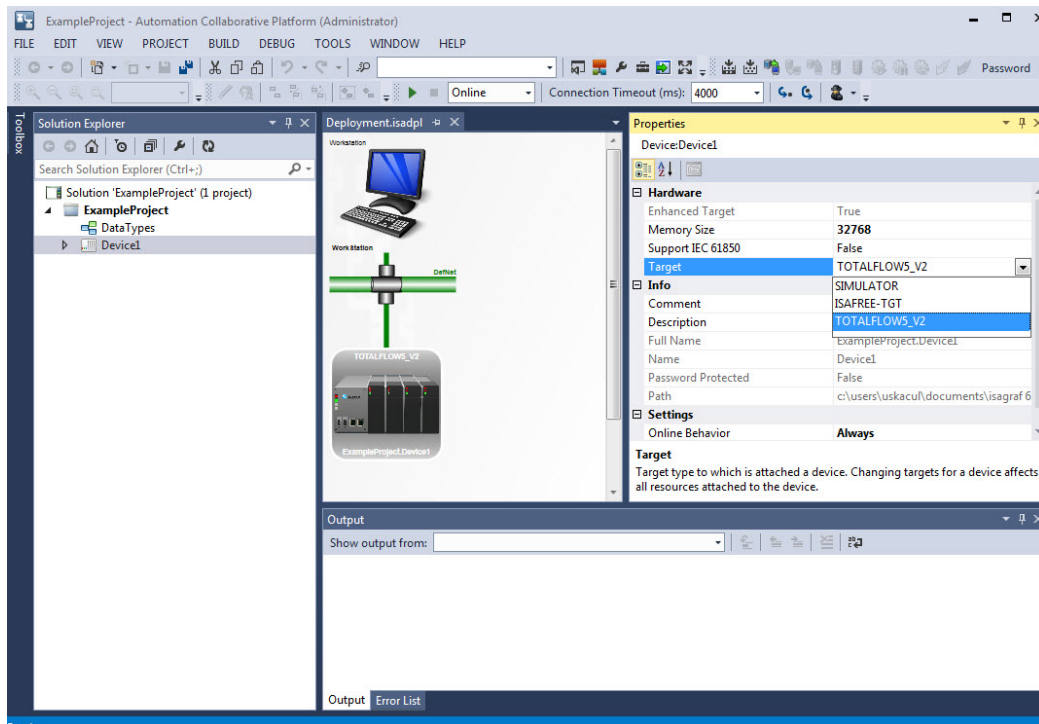 ExampleProject - Automation Collaborative Platform (Administrator)
FILE EDIT VIEW PROJECT BUILD DEBUG TOOLS WINDOW HELP
Password
Online Connection Timeout (ms): 4000
Toolbox
Solution Explorer
Search Solution Explorer (Ctrl+;)
Solution 'ExampleProject' (1 project)
ExampleProject
DataTypes
Device1
Deployment.isadpl
Workstation
Workstation
DefNet
TOTALFLOW5_V2
ExampleProject.Device1
Properties
Device:Device1
Hardware
Enhanced Target True
Memory Size 32768
Support IEC 61850 False
Target TOTALFLOW5_V2
SIMULATOR
ISAFREE-TGT
TOTALFLOW5_V2
Info
Comment
Description
Full Name ExampleProject.Device1
Name Device1
Password Protected False
Path c:\users\uskacul\documents\isagraf 6
Settings
Online Behavior Always
Target
Target type to which is attached a device. Changing targets for a device affects
all resources attached to the device.
Output
Show output from:
Output Error List